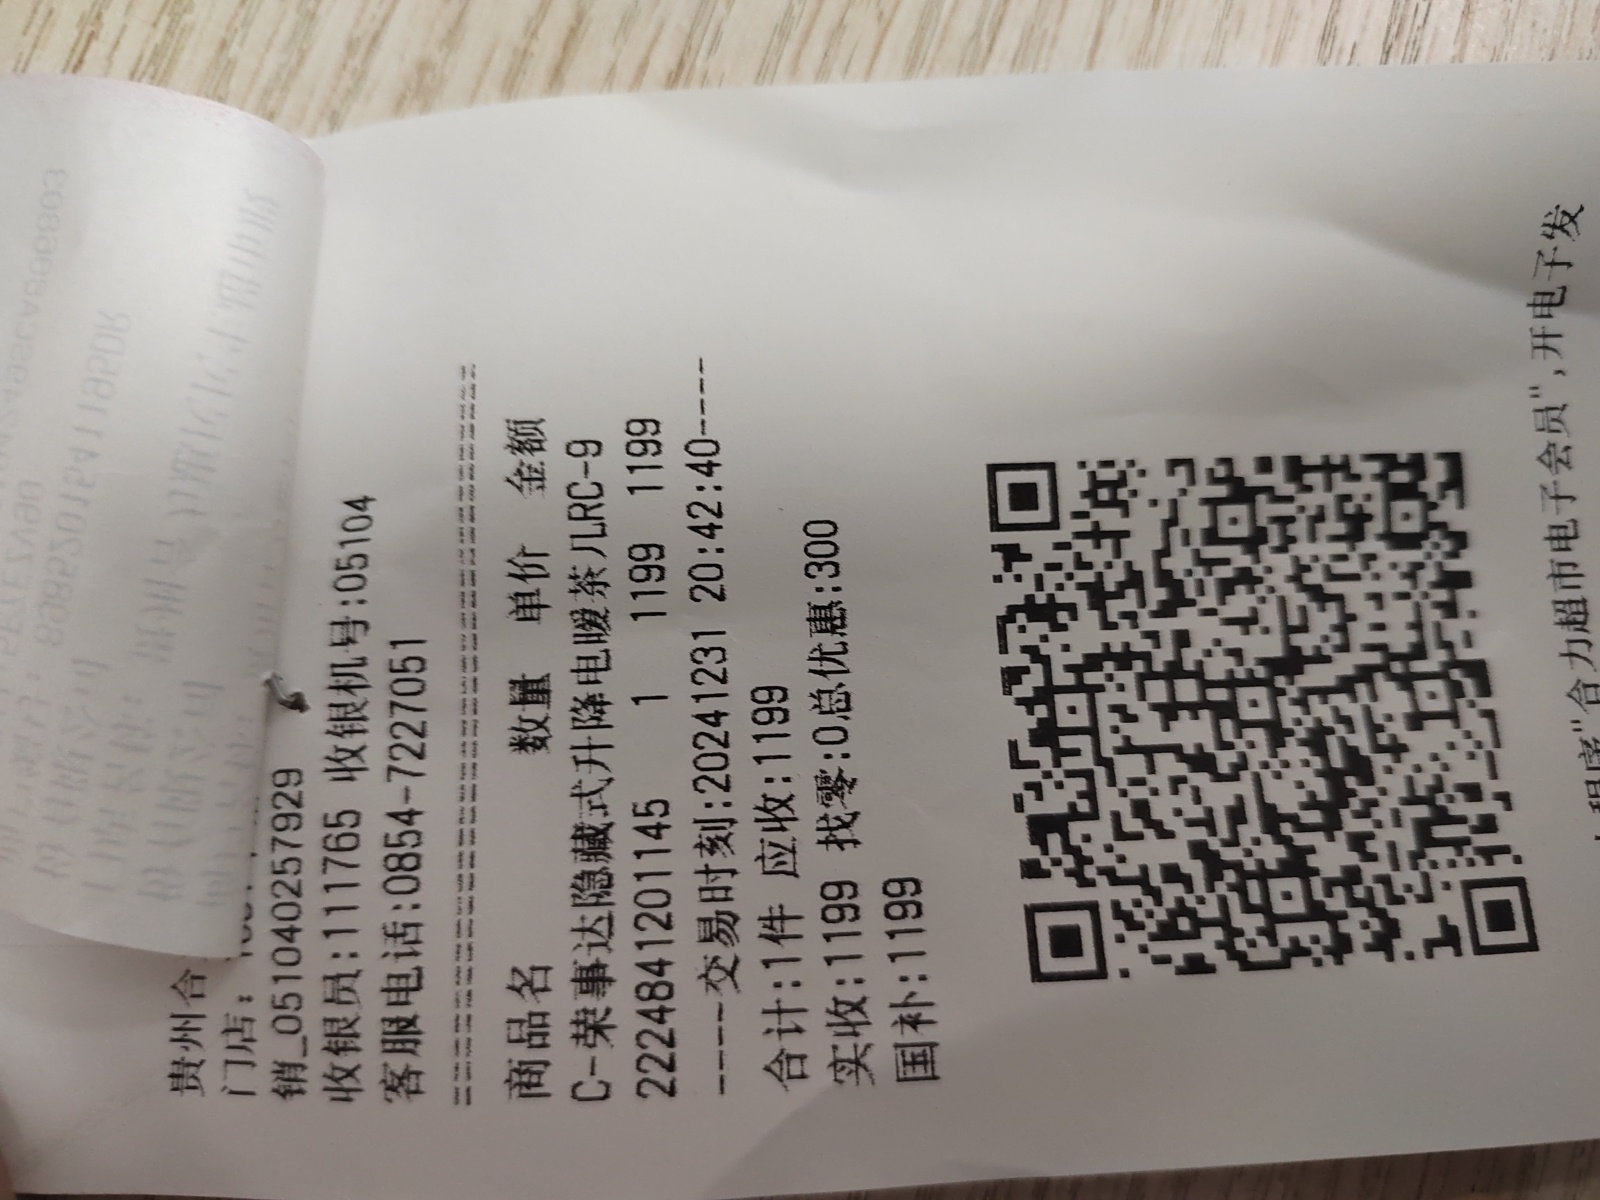 贵州合
门店:
销_0510402579929
收银员:111765 收银机号:05104
客服电话:0854-7227051
商品名 数量 单价 金额
C-荣事达隐藏式升降电暖茶几RC-9
2224841201145 1 1199 1199
----交易时刻:20241231 20:42:40----
合计:1件 应收:1199
实收:1199 找零:0总优惠:300
国补:1199
程序"合力超市电子会员",开电子发